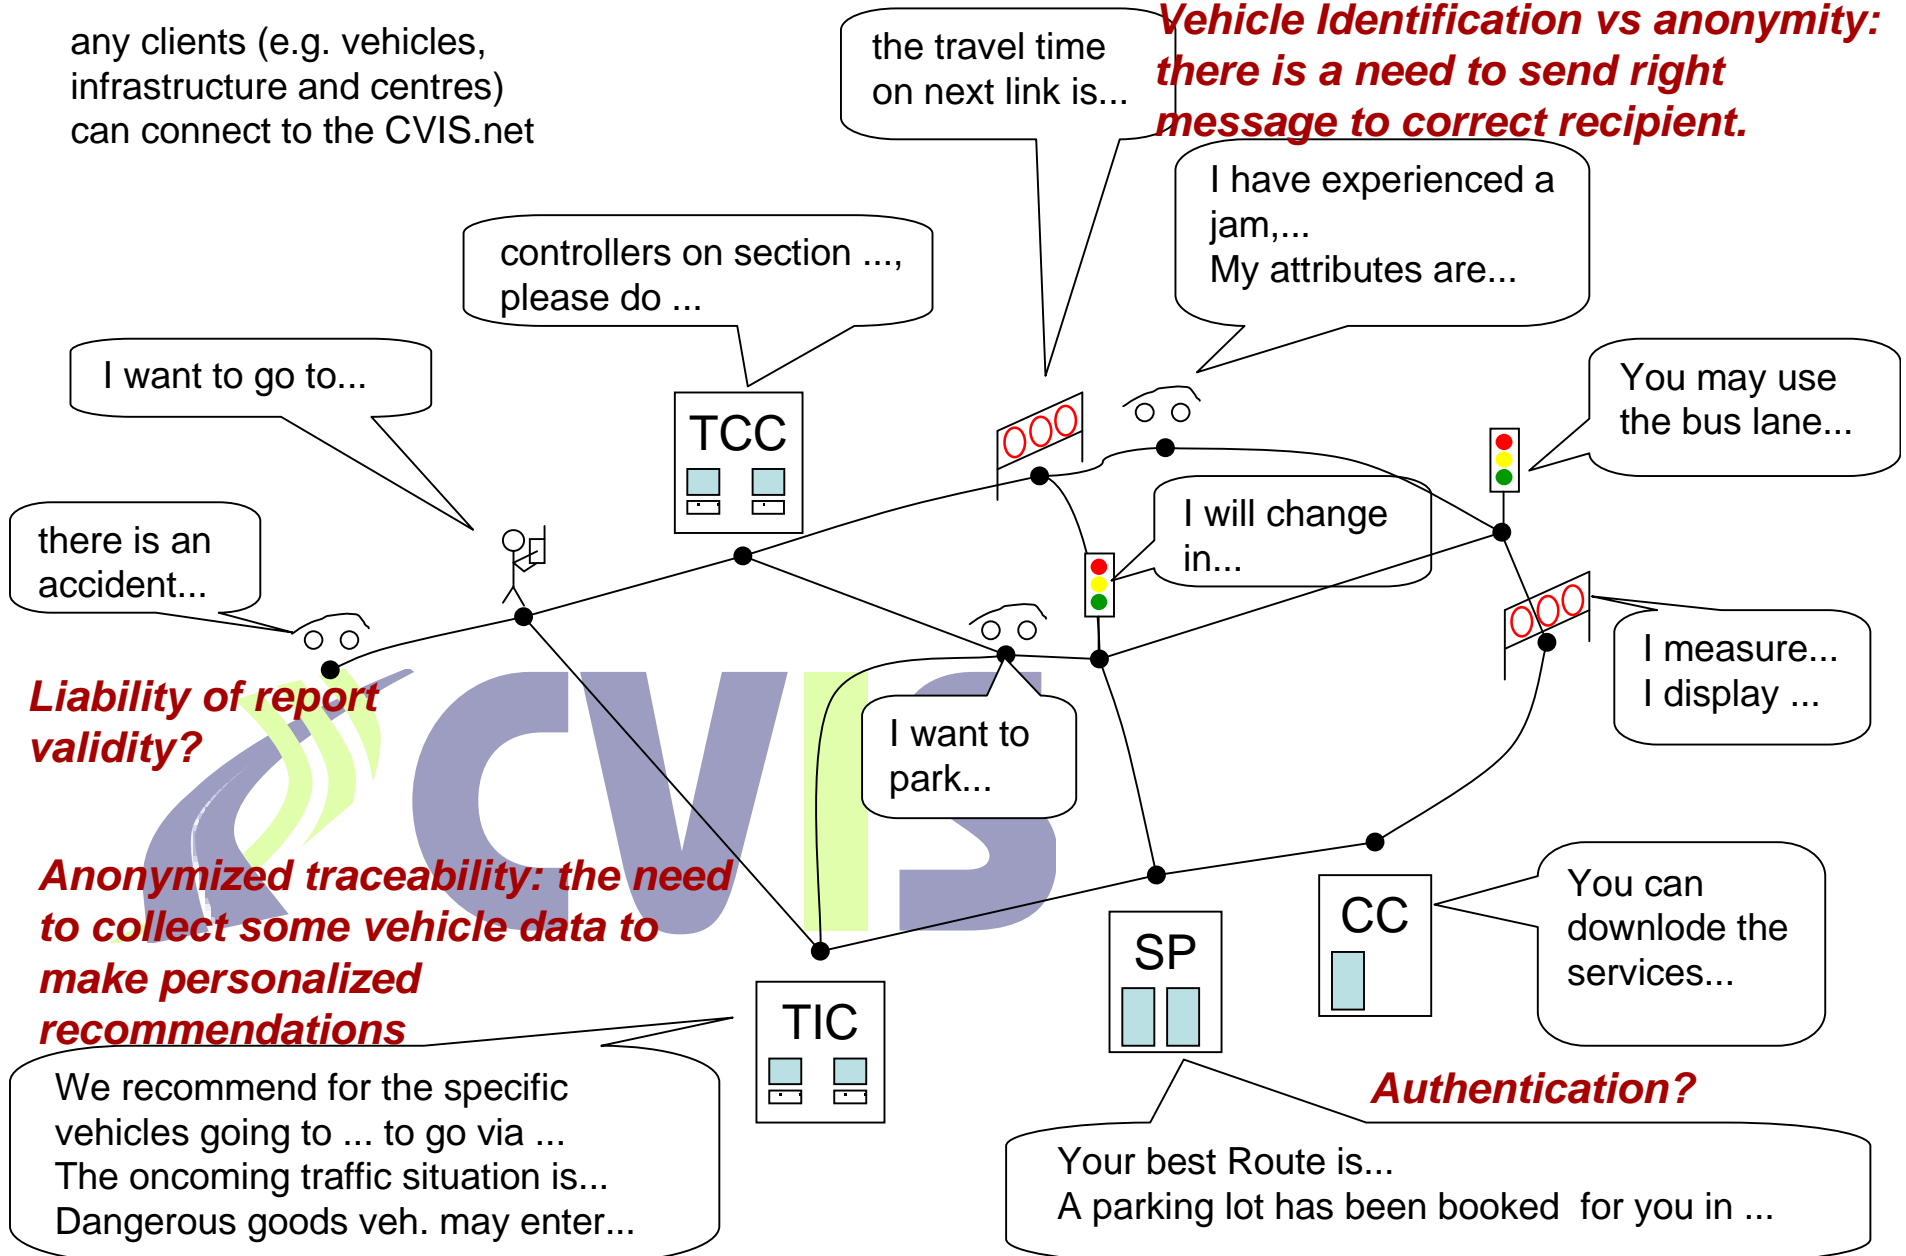 any clients (e.g. vehicles,
infrastructure and centres)
can connect to the CVIS.net
the travel time
on next link is...
Vehicle Identification vs anonymity:
there is a need to send right
message to correct recipient.
I have experienced a
jam,...
My attributes are...
controllers on section ...,
please do ...
I want to go to...
You may use
the bus lane...
TCC
there is an
accident...
I will change
in...
I measure...
I display ...
Liability of report
validity?
I want to
park...
CVIS
Anonymized traceability: the need
to collect some vehicle data to
make personalized
recommendations
You can
downlode the
services...
CC
SP
TIC
Authentication?
We recommend for the specific
vehicles going to ... to go via ...
The oncoming traffic situation is...
Dangerous goods veh. may enter...
Your best Route is...
A parking lot has been booked  for you in ...